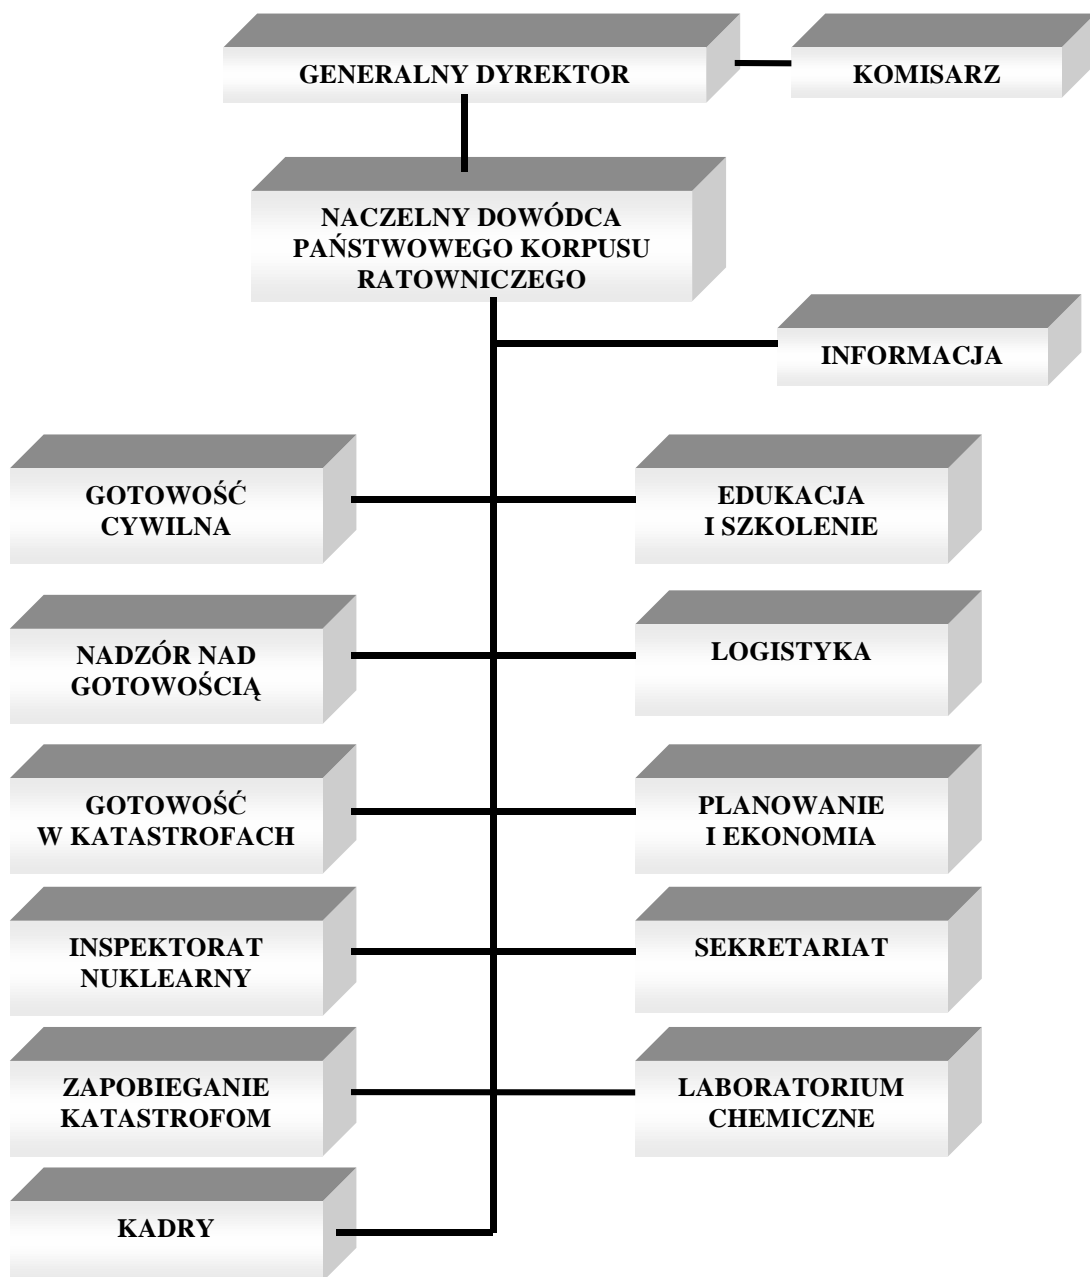 GENERALNY DYREKTOR
KOMISARZ
NACZELNY DOWÓDCA
PAŃSTWOWEGO KORPUSU
RATOWNICZEGO
INFORMACJA
GOTOWOŚĆ
CYWILNA
EDUKACJA
I SZKOLENIE
NADZÓR NAD
GOTOWOŚCIĄ
LOGISTYKA
GOTOWOŚĆ
W KATASTROFACH
PLANOWANIE
I EKONOMIA
INSPEKTORAT
NUKLEARNY
SEKRETARIAT
ZAPOBIEGANIE
KATASTROFOM
LABORATORIUM
CHEMICZNE
KADRY